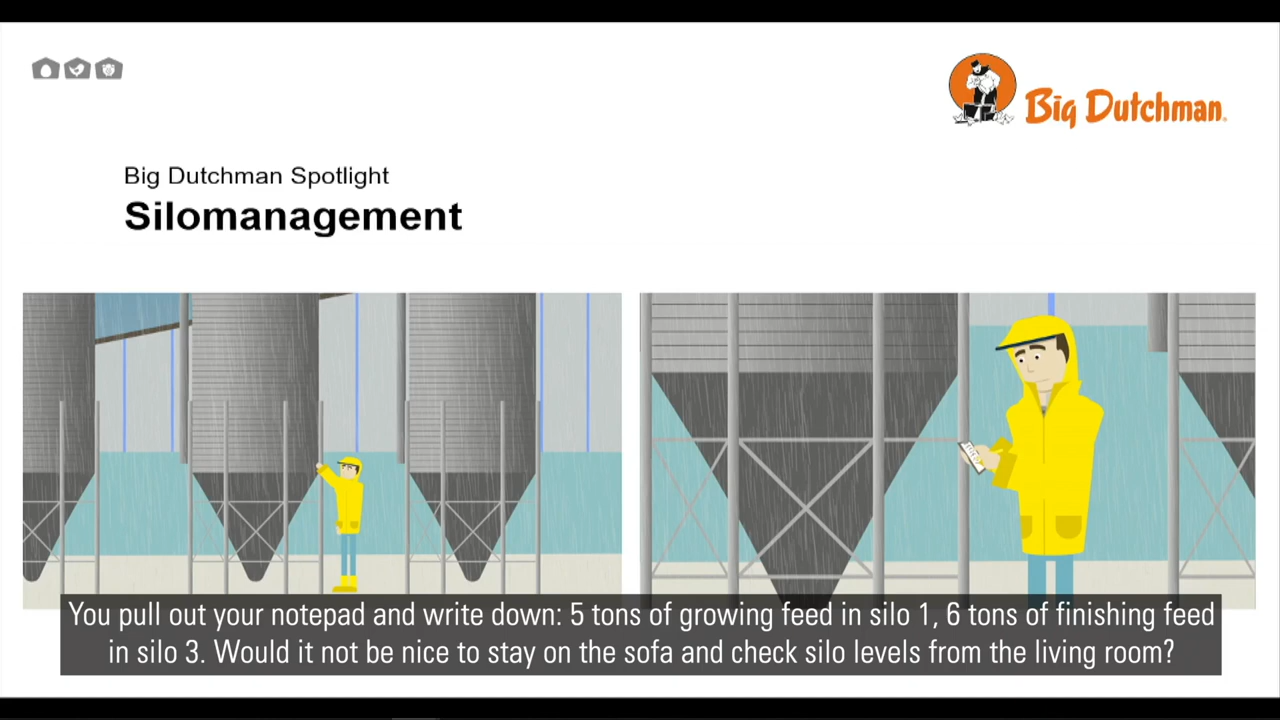 Big Dutchman
Big Dutchman Spotlight
Silomanagement
You pull out your notepad and write down: 5 tons of growing feed in silo 1, 6 tons of finishing feed
in silo 3. Would it not be nice to stay on the sofa and check silo levels from the living room?